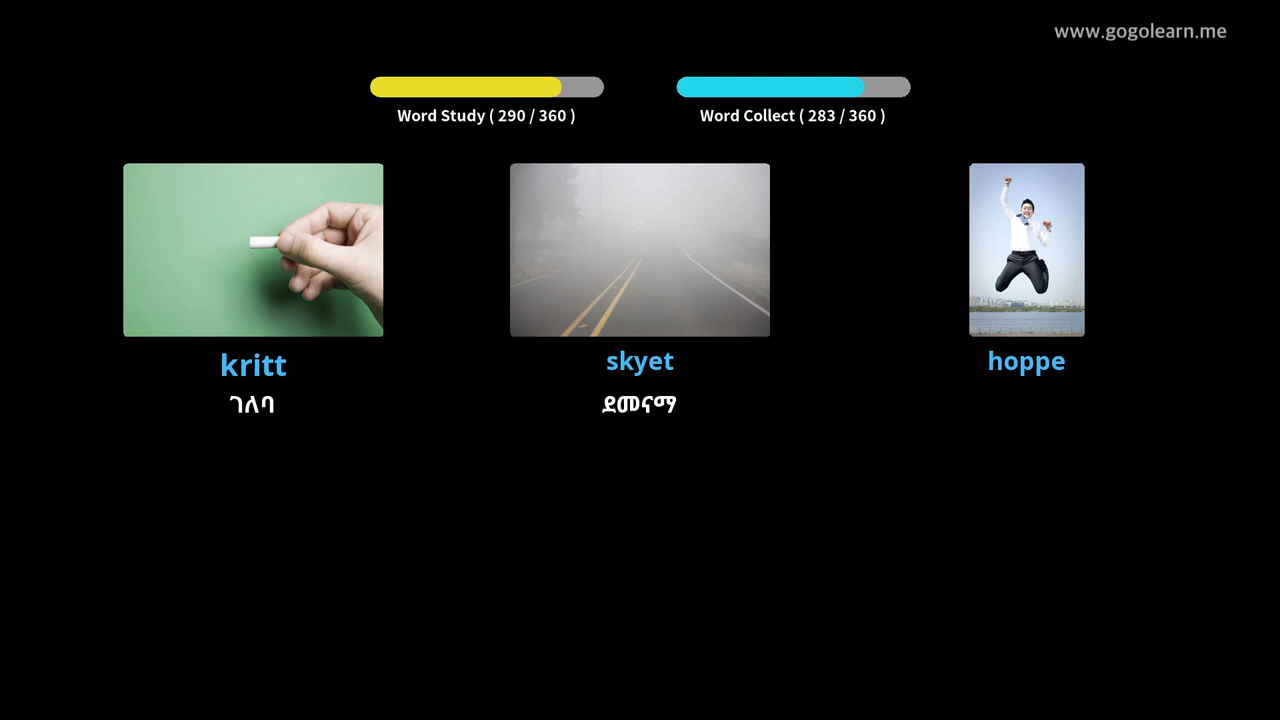 www.gogolearn.me
Word Study ( 290 / 360 )
Word Collect ( 283 / 360 )
kritt
skyet
hoppe
ገለባ
ደመናማ